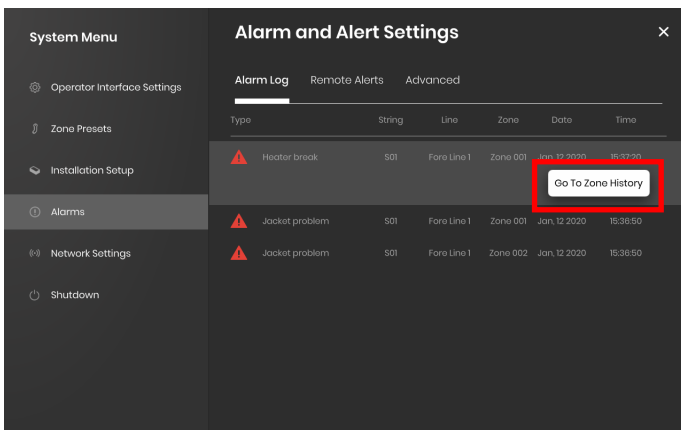 System Menu
Operator Interface Settings
Zone Presets
Installation Setup
Alarms
Network Settings
Shutdown
Alarm and Alert Settings
Alarm Log Remote Alerts Advanced
Type String Line Zone Date Time
Heater break S01 Fore Line 1 Zone 001 Jan, 12 2020 15:37:20
Go To Zone History
Jacket problem S01 Fore Line 1 Zone 001 Jan, 12 2020 15:36:50
Jacket problem S01 Fore Line 1 Zone 002 Jan, 12 2020 15:36:50